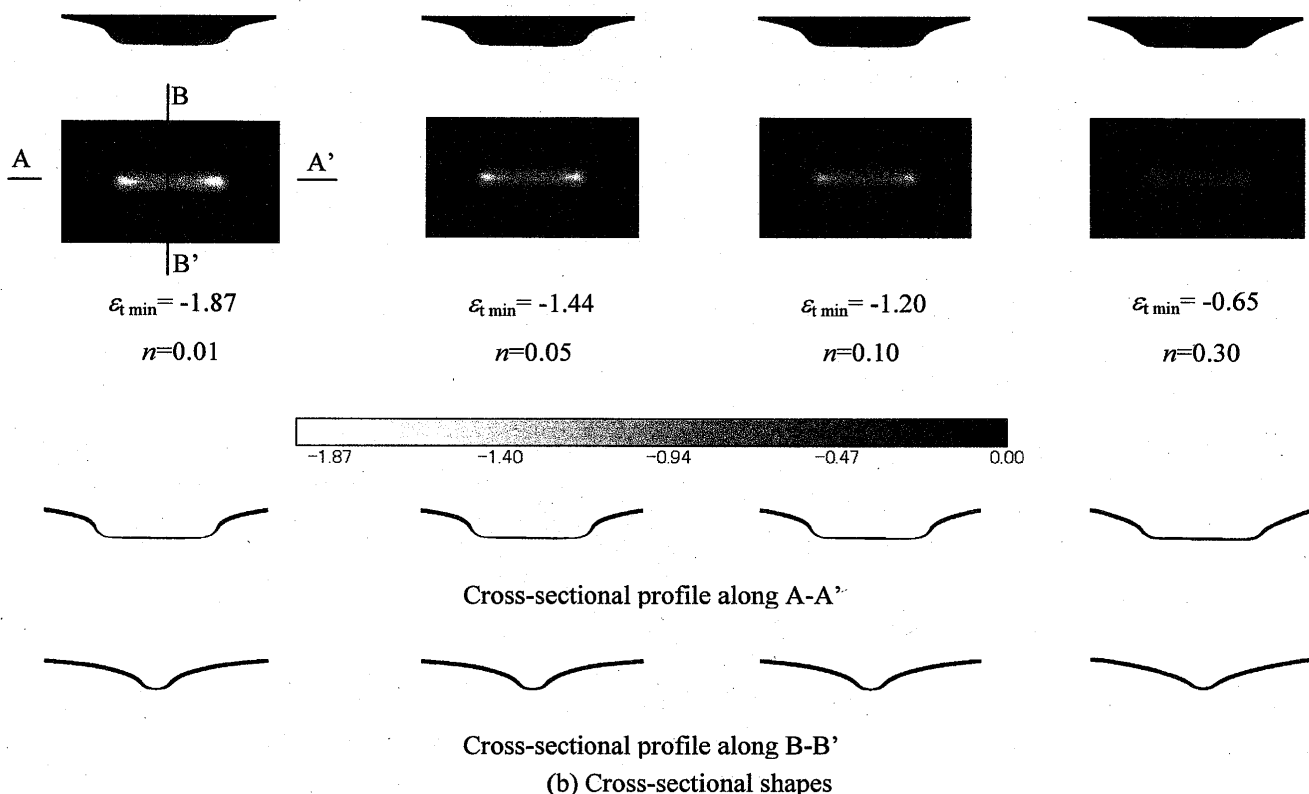 B
A A’
B’
εt min= -1.87 εt min= -1.44 εt min= -1.20 εt min= -0.65
n=0.01 n=0.05 n=0.10 n=0.30
−1.87 −1.40 −0.94 −0.47 0.00
Cross-sectional profile along A-A’
Cross-sectional profile along B-B’
(b) Cross-sectional shapes